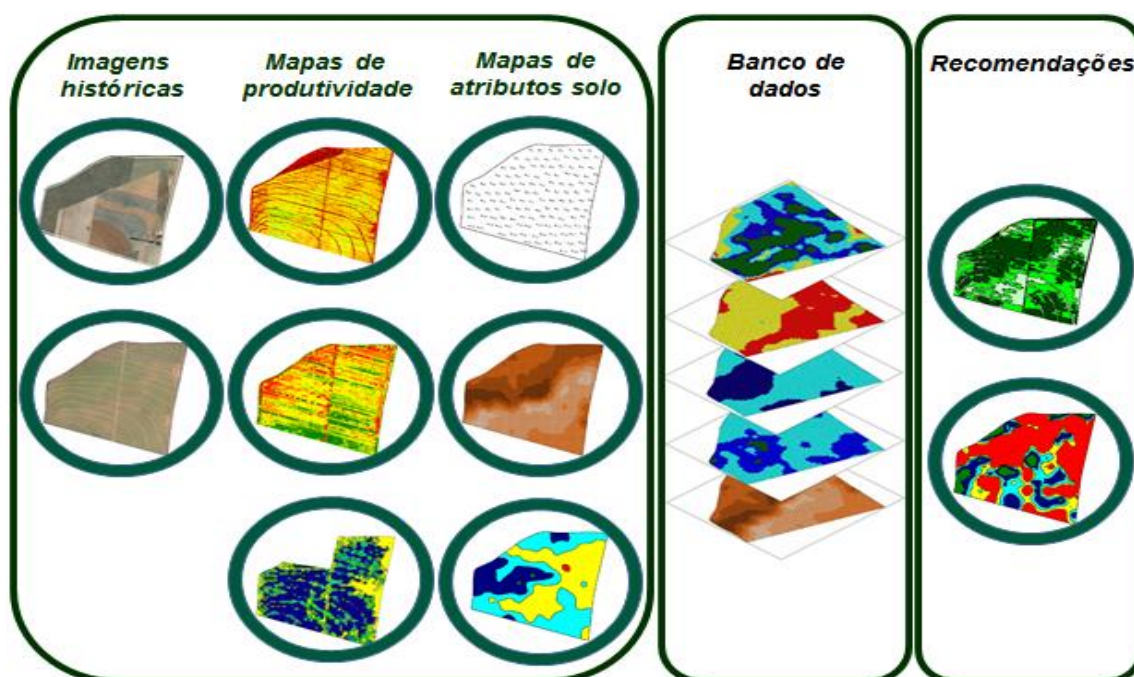 Imagens
históricas
Mapas de
produtividade
Mapas de
atributos solo
Banco de
dados
Recomendações